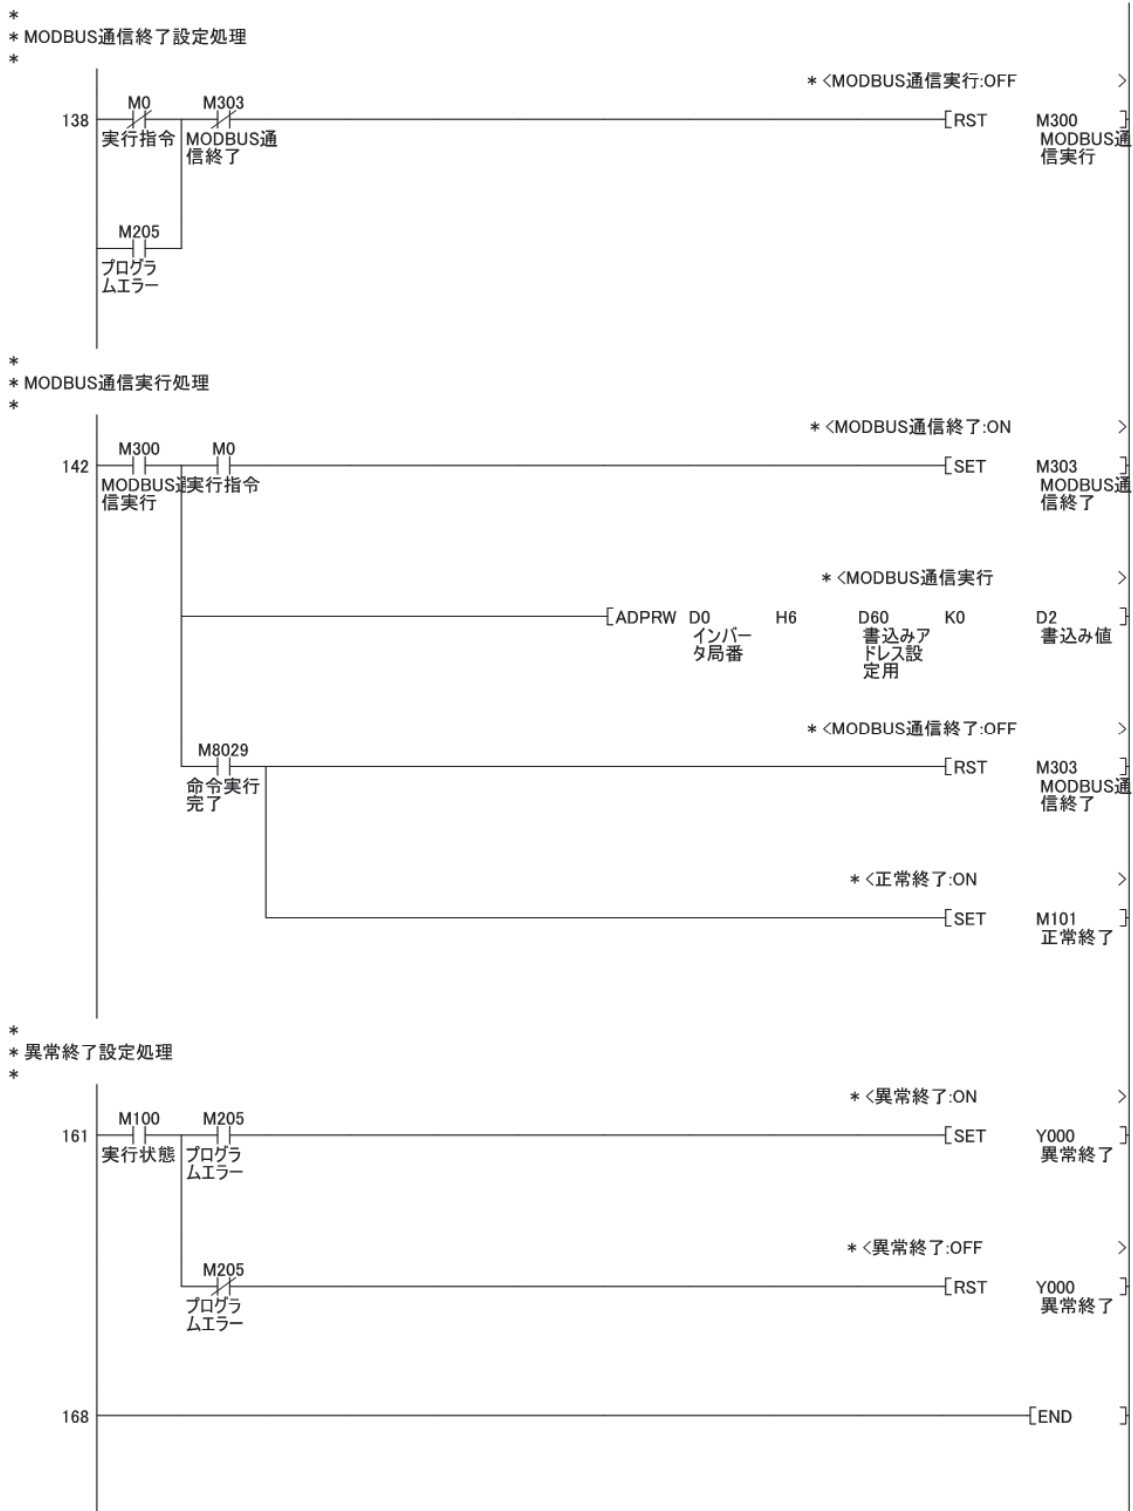 *
* MODBUS通信終了設定処理
*
* <MODBUS通信実行:OFF >
M0 M303
138 [RST M300 ]
実行指令 MODBUS通 MODBUS通
信終了 信実行
M205
プログラ
ムエラー
*
* MODBUS通信実行処理
*
* <MODBUS通信終了:ON >
M300 M0
142 [SET M303 ]
MODBUS通 実行指令 MODBUS通
信実行 信終了
* <MODBUS通信実行 >
[ADPRW D0 H6 D60 K0 D2 ]
インバー 書込みア 書込み値
タ局番 ドレス設
定用
* <MODBUS通信終了:OFF >
M8029
[RST M303 ]
命令実行 MODBUS通
完了 信終了
* <正常終了:ON >
[SET M101 ]
正常終了
*
* 異常終了設定処理
*
* <異常終了:ON >
M100 M205
161 [SET Y000 ]
実行状態 プログラ 異常終了
ムエラー
* <異常終了:OFF >
M205
[RST Y000 ]
プログラ 異常終了
ムエラー
168 [END ]